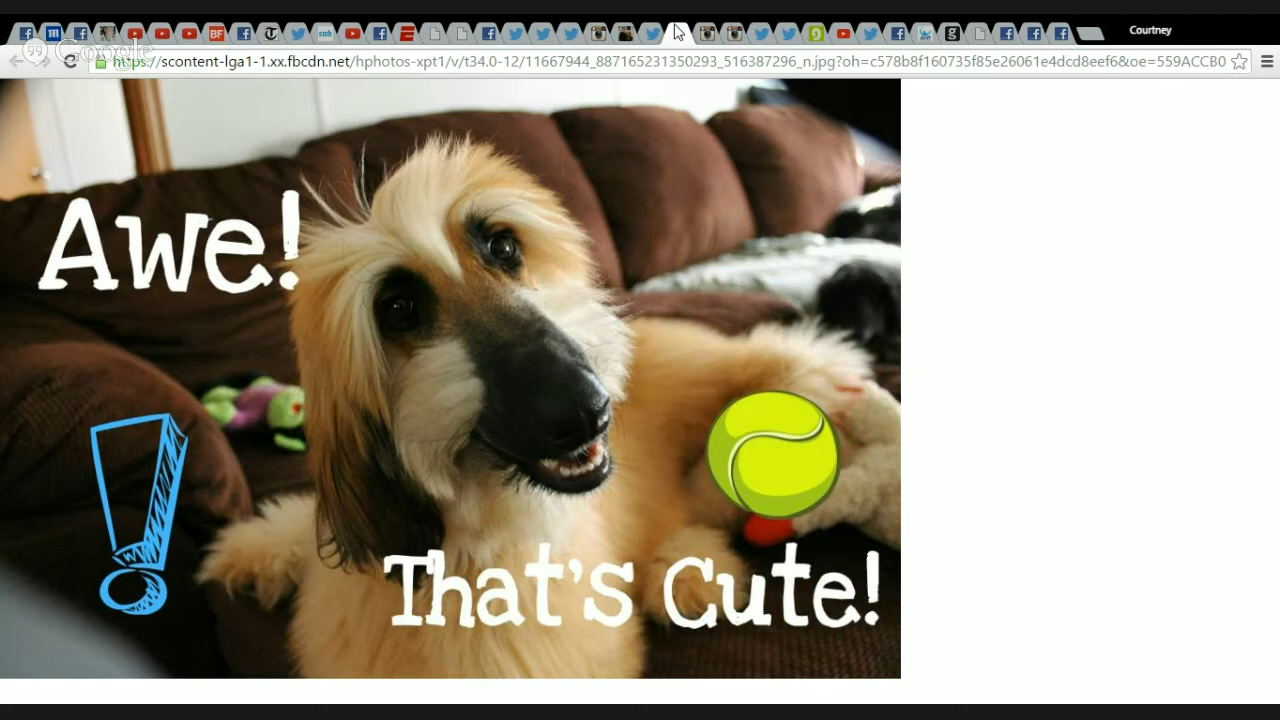 Courtney
Google
https://scontent-lga1-1.xx.fbcdn.net/hphotos-xpt1/v/t34.0-12/11667944_887165231350293_516387296_n.jpg?oh=c578b8f160735f85e26061e4dcd8eef6&oe=559ACCB0
Awe!
That's Cute!